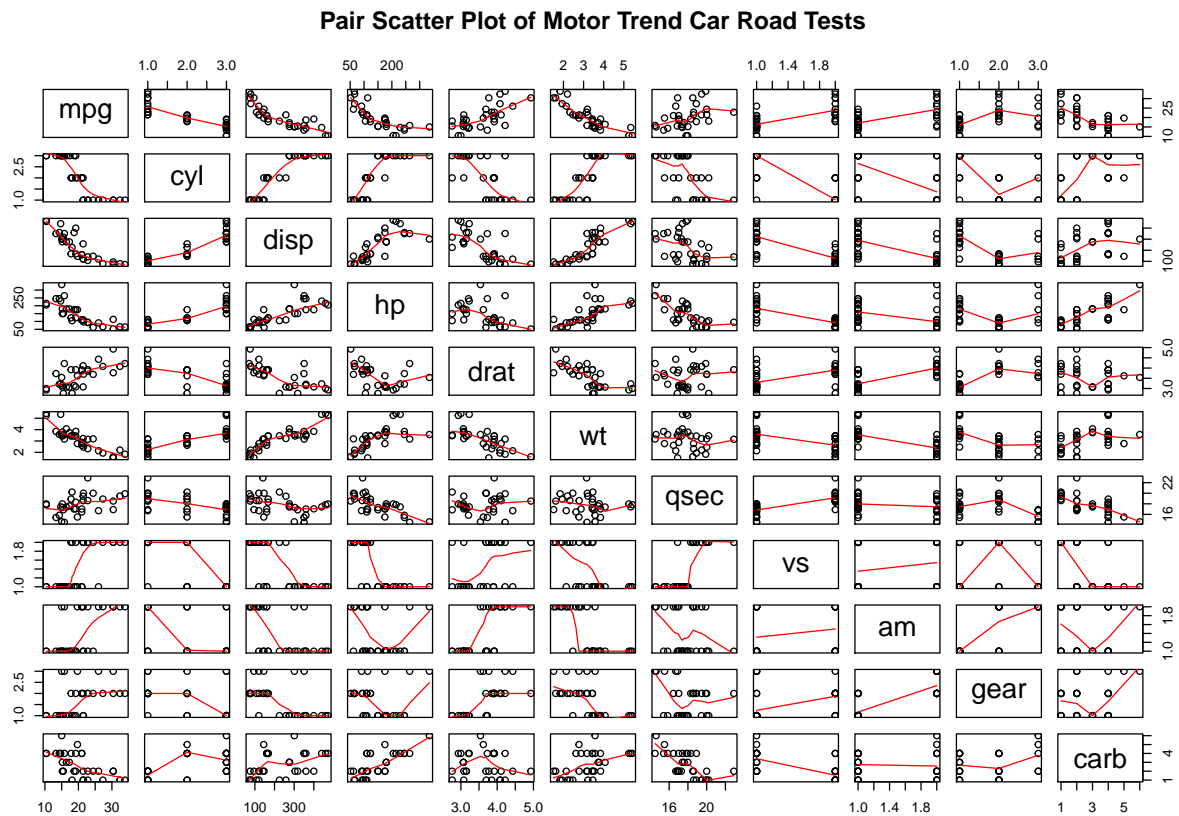 Pair Scatter Plot of Motor Trend Car Road Tests
1.0 2.0 3.0 50 200 2 3 4 5 1.0 1.4 1.8 1.0 2.0 3.0
mpg 10 25
1.0 2.5 cyl
disp 100
50 250 hp
drat 3.0 5.0
2 4 wt
qsec 16 22
1.0 1.8 vs
am 1.0 1.8
1.0 2.5 gear
carb 1 4
10 20 30 100 300 3.0 4.0 5.0 16 20 1.0 1.4 1.8 1 3 5